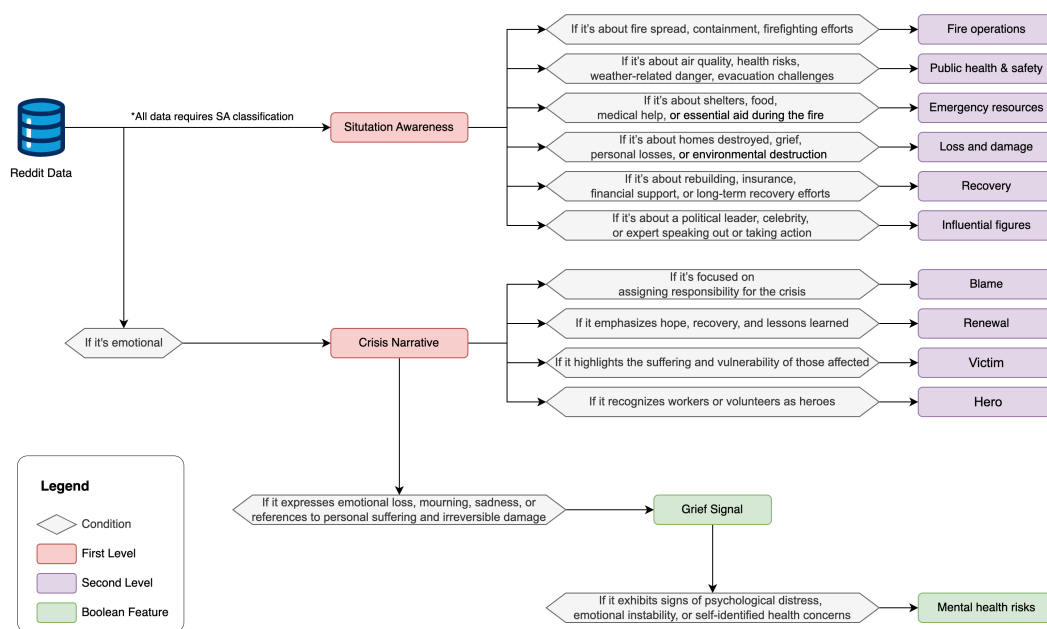 If it's about fire spread, containment, firefighting efforts
Fire operations
If it's about air quality, health risks,
weather-related danger, evacuation challenges
Public health & safety
*All data requires SA classification
Situtation Awareness
If it's about shelters, food,
medical help, or essential aid during the fire
Emergency resources
Reddit Data
If it's about homes destroyed, grief,
personal losses, or environmental destruction
Loss and damage
If it's about rebuilding, insurance,
financial support, or long-term recovery efforts
Recovery
If it's about a political leader, celebrity,
or expert speaking out or taking action
Influential figures
If it's emotional
Crisis Narrative
If it's focused on
assigning responsibility for the crisis
Blame
If it emphasizes hope, recovery, and lessons learned
Renewal
If it highlights the suffering and vulnerability of those affected
Victim
If it recognizes workers or volunteers as heroes
Hero
If it expresses emotional loss, mourning, sadness, or
references to personal suffering and irreversible damage
Grief Signal
If it exhibits signs of psychological distress,
emotional instability, or self-identified health concerns
Mental health risks
Legend
Condition
First Level
Second Level
Boolean Feature